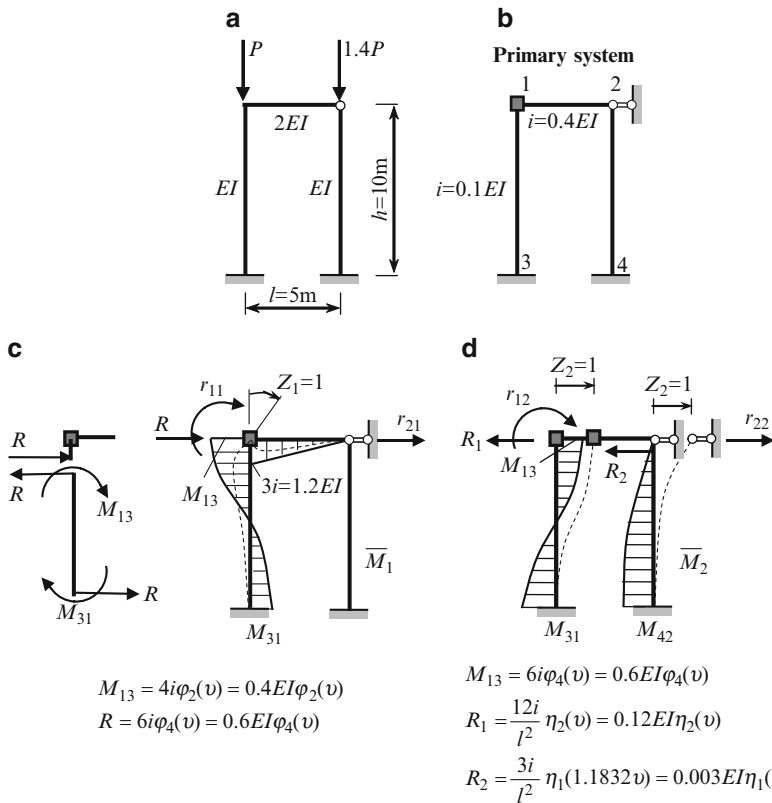 a
b
P
1.4P
Primary system
1
2
2EI
i=0.4EI
EI
EI
h=10m
i=0.1EI
3
4
l=5m
c
d
r₁₁
Z₁=1
R
r₂₁
R
R
M₁₃
M₁₃
3i=1.2EI
M̅₁
M₃₁
R
M₃₁
Z₂=1
Z₂=1
r₁₂
r₂₂
R₁
M₁₃
R₂
M̅₂
M₃₁
M₄₂
M₁₃ = 4iφ₂(υ) = 0.4EIφ₂(υ)
R = 6iφ₄(υ) = 0.6EIφ₄(υ)
M₁₃ = 6iφ₄(υ) = 0.6EIφ₄(υ)
R₁ = 12i/l² η₂(υ) = 0.12EIη₂(υ)
R₂ = 3i/l² η₁(1.1832υ) = 0.003EIη₁(